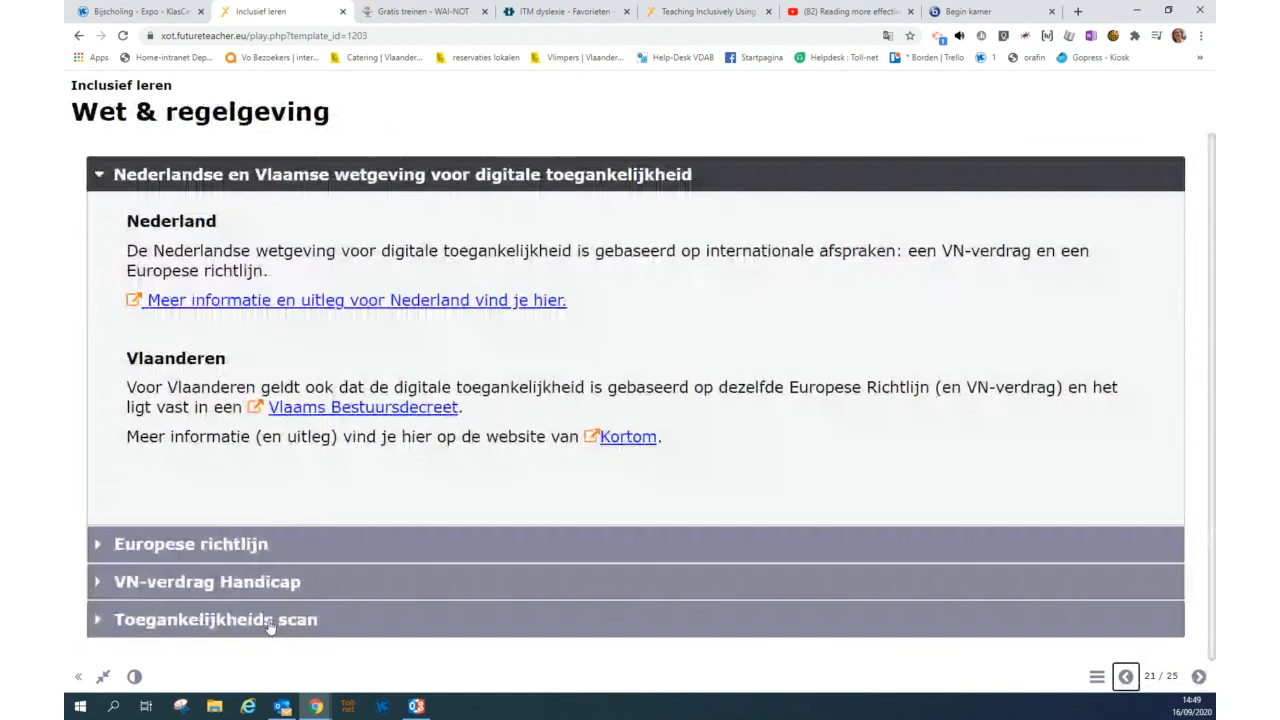 Bijscholing - Expo - KlasCe
Inclusief leren
Gratis treinen - WAI-NOT
ITM dyslexie - Favorieten -
Teaching Inclusively Using
(82) Reading more effecti
Begin kamer
xot.futureteacher.eu/play.php?template_id=1203
Apps
Home-intranet Dep...
Vo Bezoekers | inter...
Catering | Vlaander...
reservaties lokalen
Vlimpers | Vlaander...
Help-Desk VDAB
Startpagina
Helpdesk : Toll-net
* Borden | Trello
1
orafin
Gopress - Kiosk
»
Inclusief leren
Wet & regelgeving
Nederlandse en Vlaamse wetgeving voor digitale toegankelijkheid
Nederland
De Nederlandse wetgeving voor digitale toegankelijkheid is gebaseerd op internationale afspraken: een VN-verdrag en een
Europese richtlijn.
Meer informatie en uitleg voor Nederland vind je hier.
Vlaanderen
Voor Vlaanderen geldt ook dat de digitale toegankelijkheid is gebaseerd op dezelfde Europese Richtlijn (en VN-verdrag) en het
ligt vast in een Vlaams Bestuursdecreet.
Meer informatie (en uitleg) vind je hier op de website van Kortom.
Europese richtlijn
VN-verdrag Handicap
Toegankelijkheids scan
21 / 25
Toll-net
14:49
16/09/2020